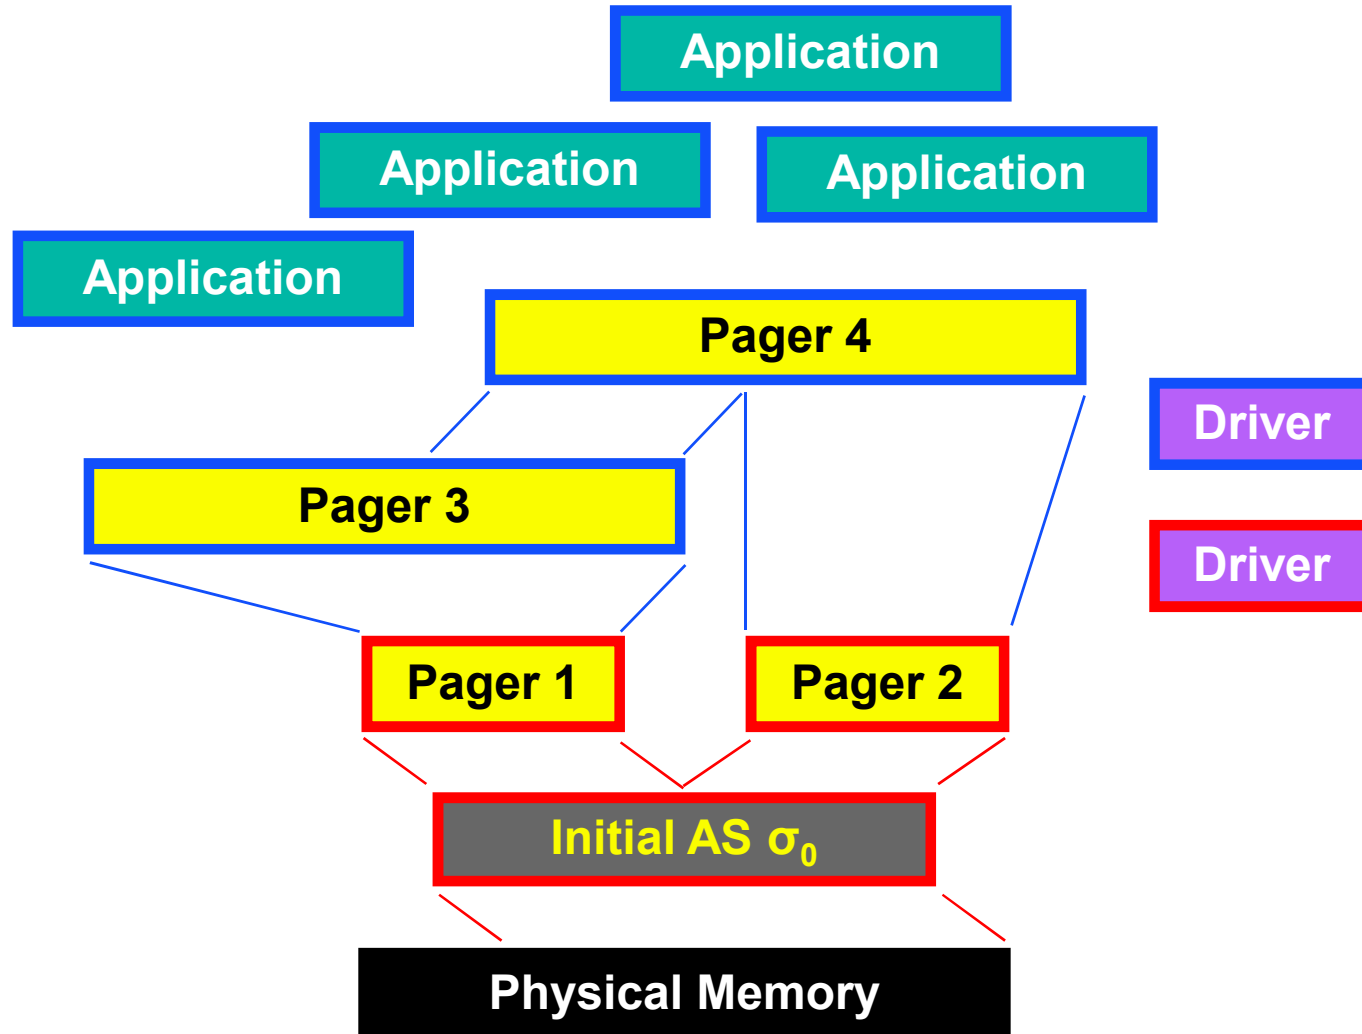 Application
Application
Application
Application
Pager 4
Driver
Pager 3
Driver
Pager 1
Pager 2
Initial AS σ₀
Physical Memory